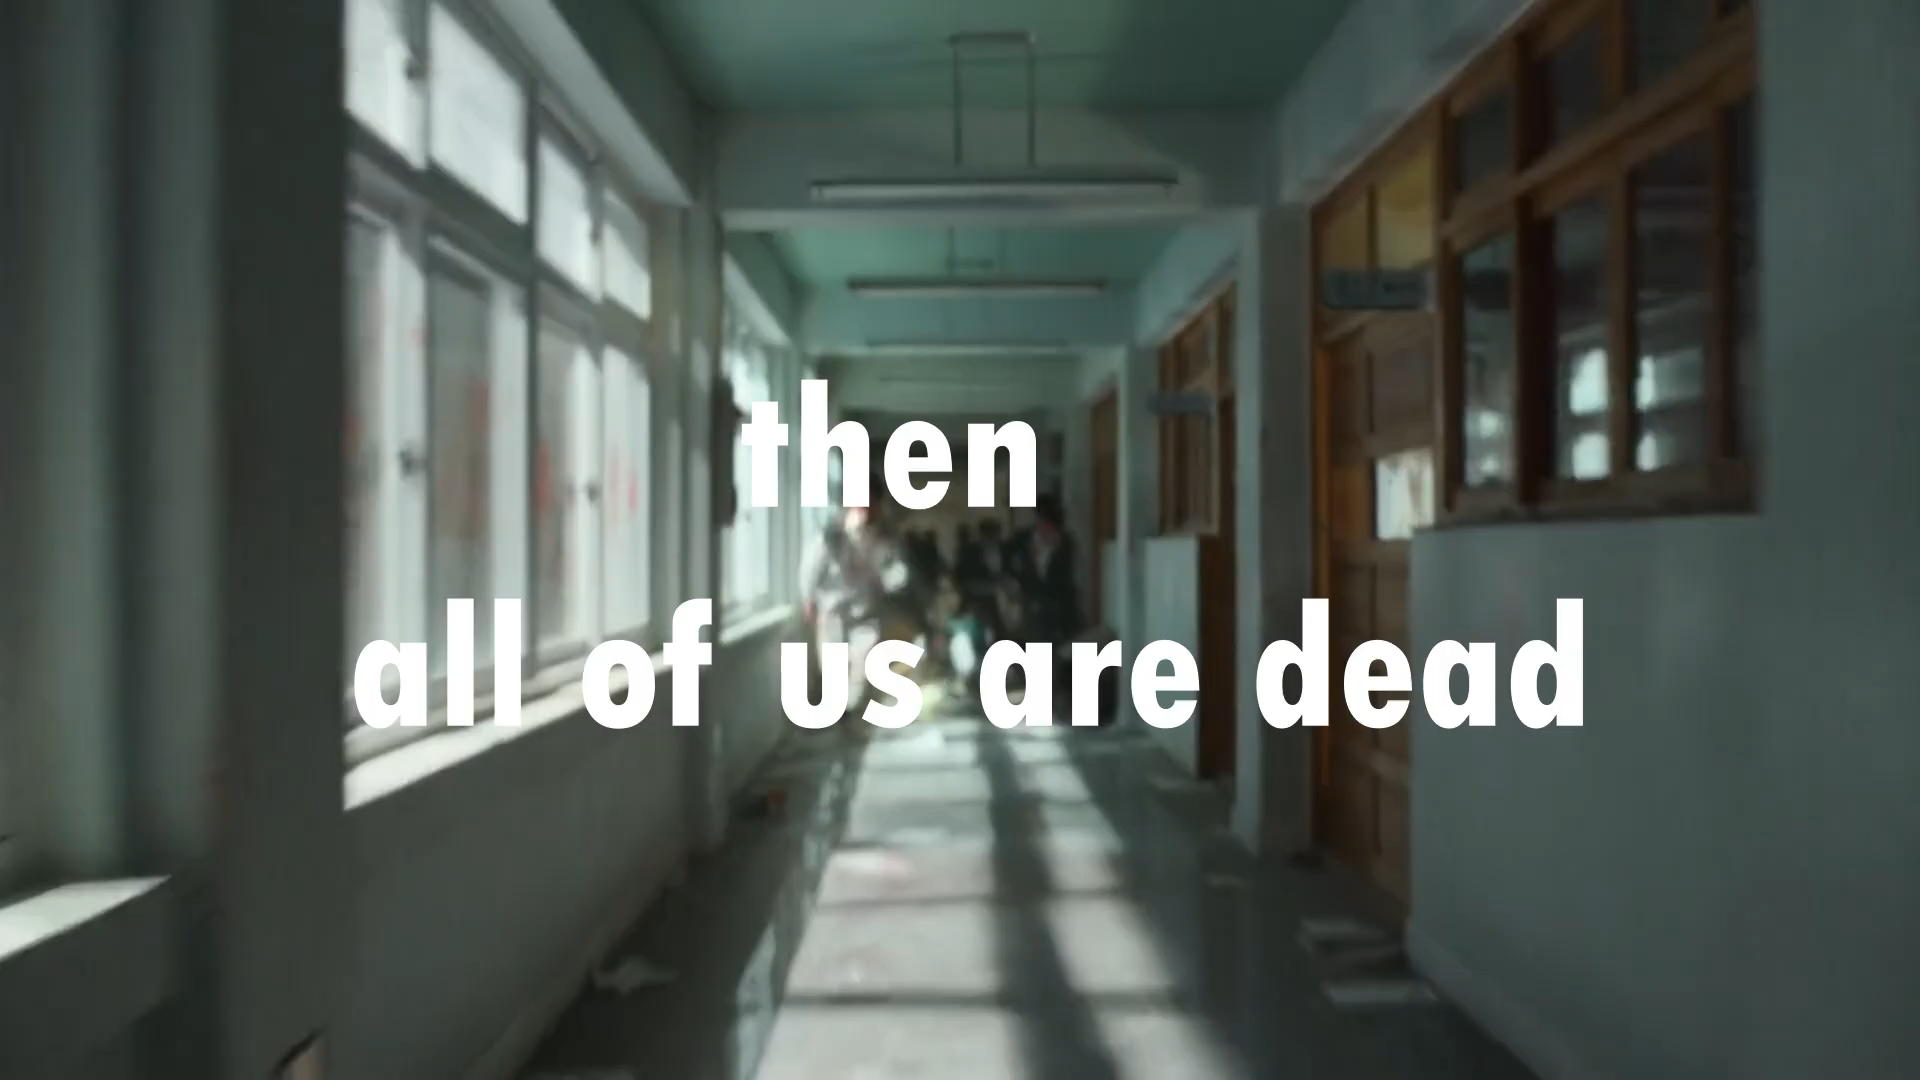 then
all of us are dead